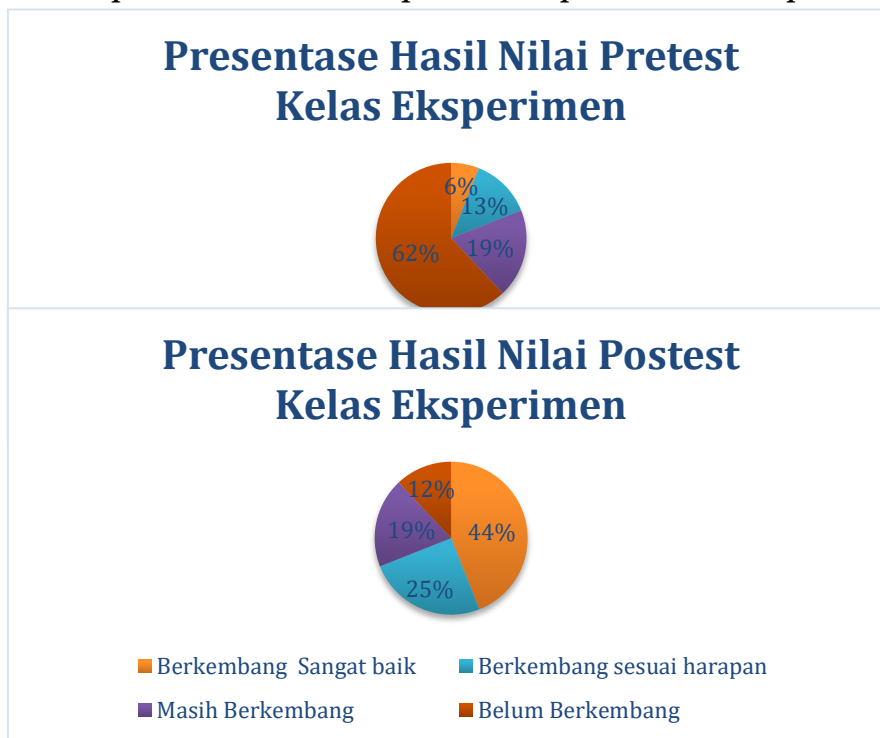 Presentase Hasil Nilai Pretest
Kelas Eksperimen
6%
13%
19%
62%
Presentase Hasil Nilai Postest
Kelas Eksperimen
12%
44%
19%
25%
Berkembang Sangat baik
Berkembang sesuai harapan
Masih Berkembang
Belum Berkembang